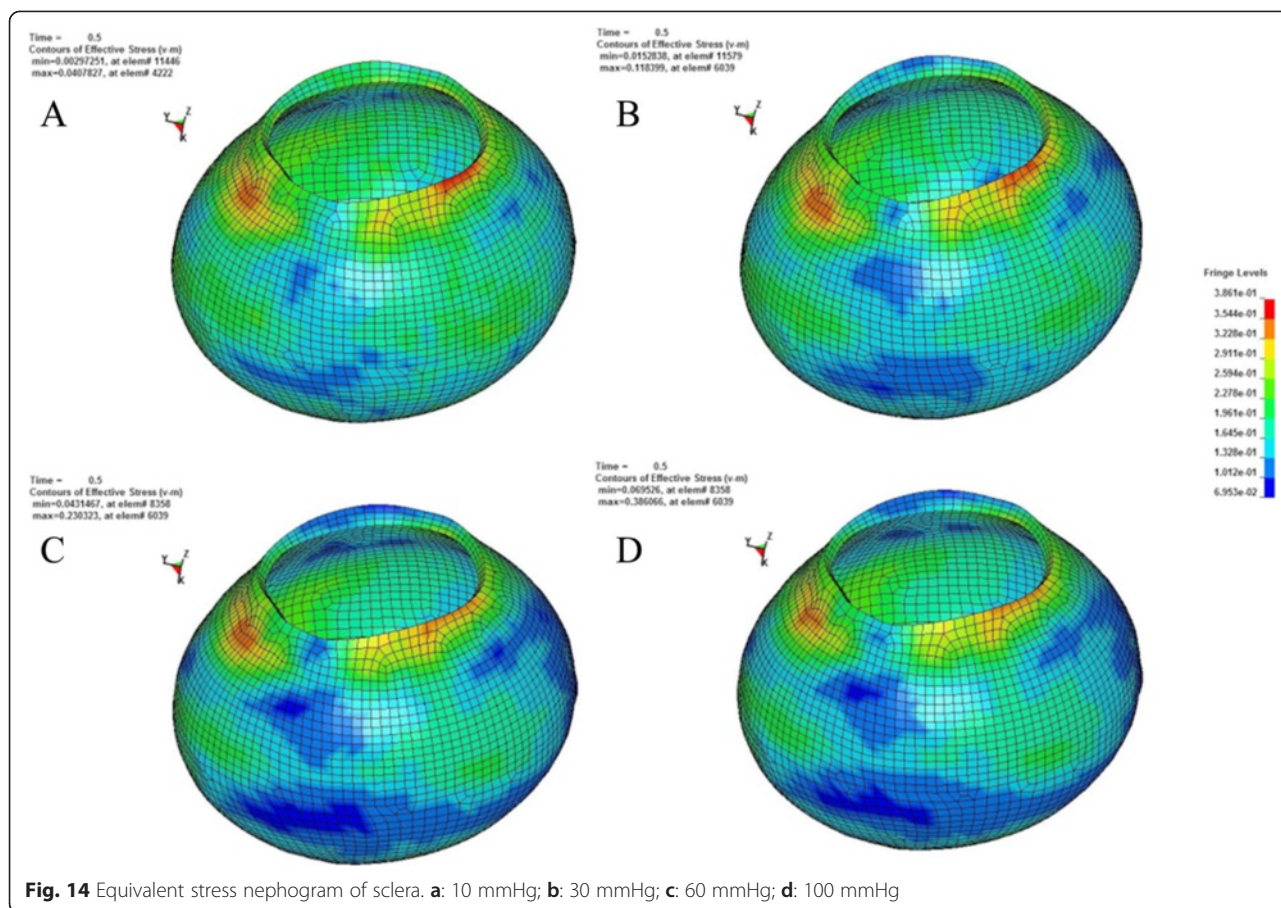 Time = 0.5
Contours of Effective Stress (v-m)
min=0.00297251, at elem# 11446
max=0.0407827, at elem# 4222
A
Y
Z
X
Time = 0.5
Contours of Effective Stress (v-m)
min=0.0152838, at elem# 11579
max=0.118399, at elem# 6039
B
Y
Z
X
Fringe Levels
3.861e-01
3.544e-01
3.228e-01
2.911e-01
2.594e-01
2.278e-01
1.961e-01
1.645e-01
1.328e-01
1.012e-01
6.953e-02
Time = 0.5
Contours of Effective Stress (v-m)
min=0.0431467, at elem# 8358
max=0.230323, at elem# 6039
C
Y
Z
X
Time = 0.5
Contours of Effective Stress (v-m)
min=0.069526, at elem# 8358
max=0.386066, at elem# 6039
D
Y
Z
X
Fig. 14 Equivalent stress nephogram of sclera. a: 10 mmHg; b: 30 mmHg; c: 60 mmHg; d: 100 mmHg